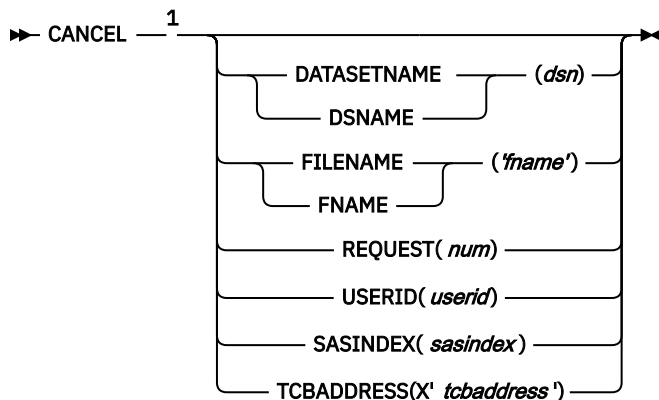 CANCEL 1
DATASETNAME (dsn)
DSNAME
FILENAME ('fname')
FNAME
REQUEST( num)
USERID( userid)
SASINDEX( sasindex )
TCBADDRESS(X' tcbaddress ')